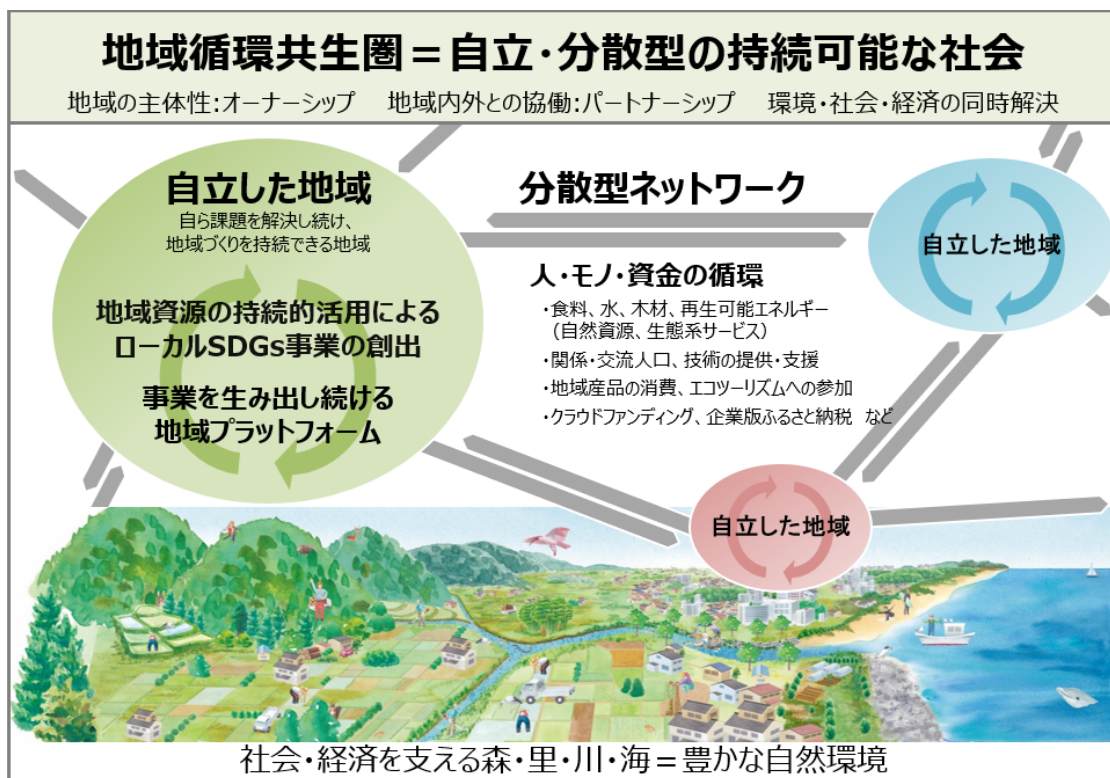 地域循環共生圏＝自立・分散型の持続可能な社会
地域の主体性:オーナーシップ　地域内外との協働:パートナーシップ　環境・社会・経済の同時解決
自立した地域
自ら課題を解決し続け、
地域づくりを持続できる地域
地域資源の持続的活用による
ローカルSDGs事業の創出
事業を生み出し続ける
地域プラットフォーム
分散型ネットワーク
人・モノ・資金の循環
・食料、水、木材、再生可能エネルギー
（自然資源、生態系サービス）
・関係・交流人口、技術の提供・支援
・地域産品の消費、エコツーリズムへの参加
・クラウドファンディング、企業版ふるさと納税　など
自立した地域
自立した地域
社会・経済を支える森・里・川・海＝豊かな自然環境